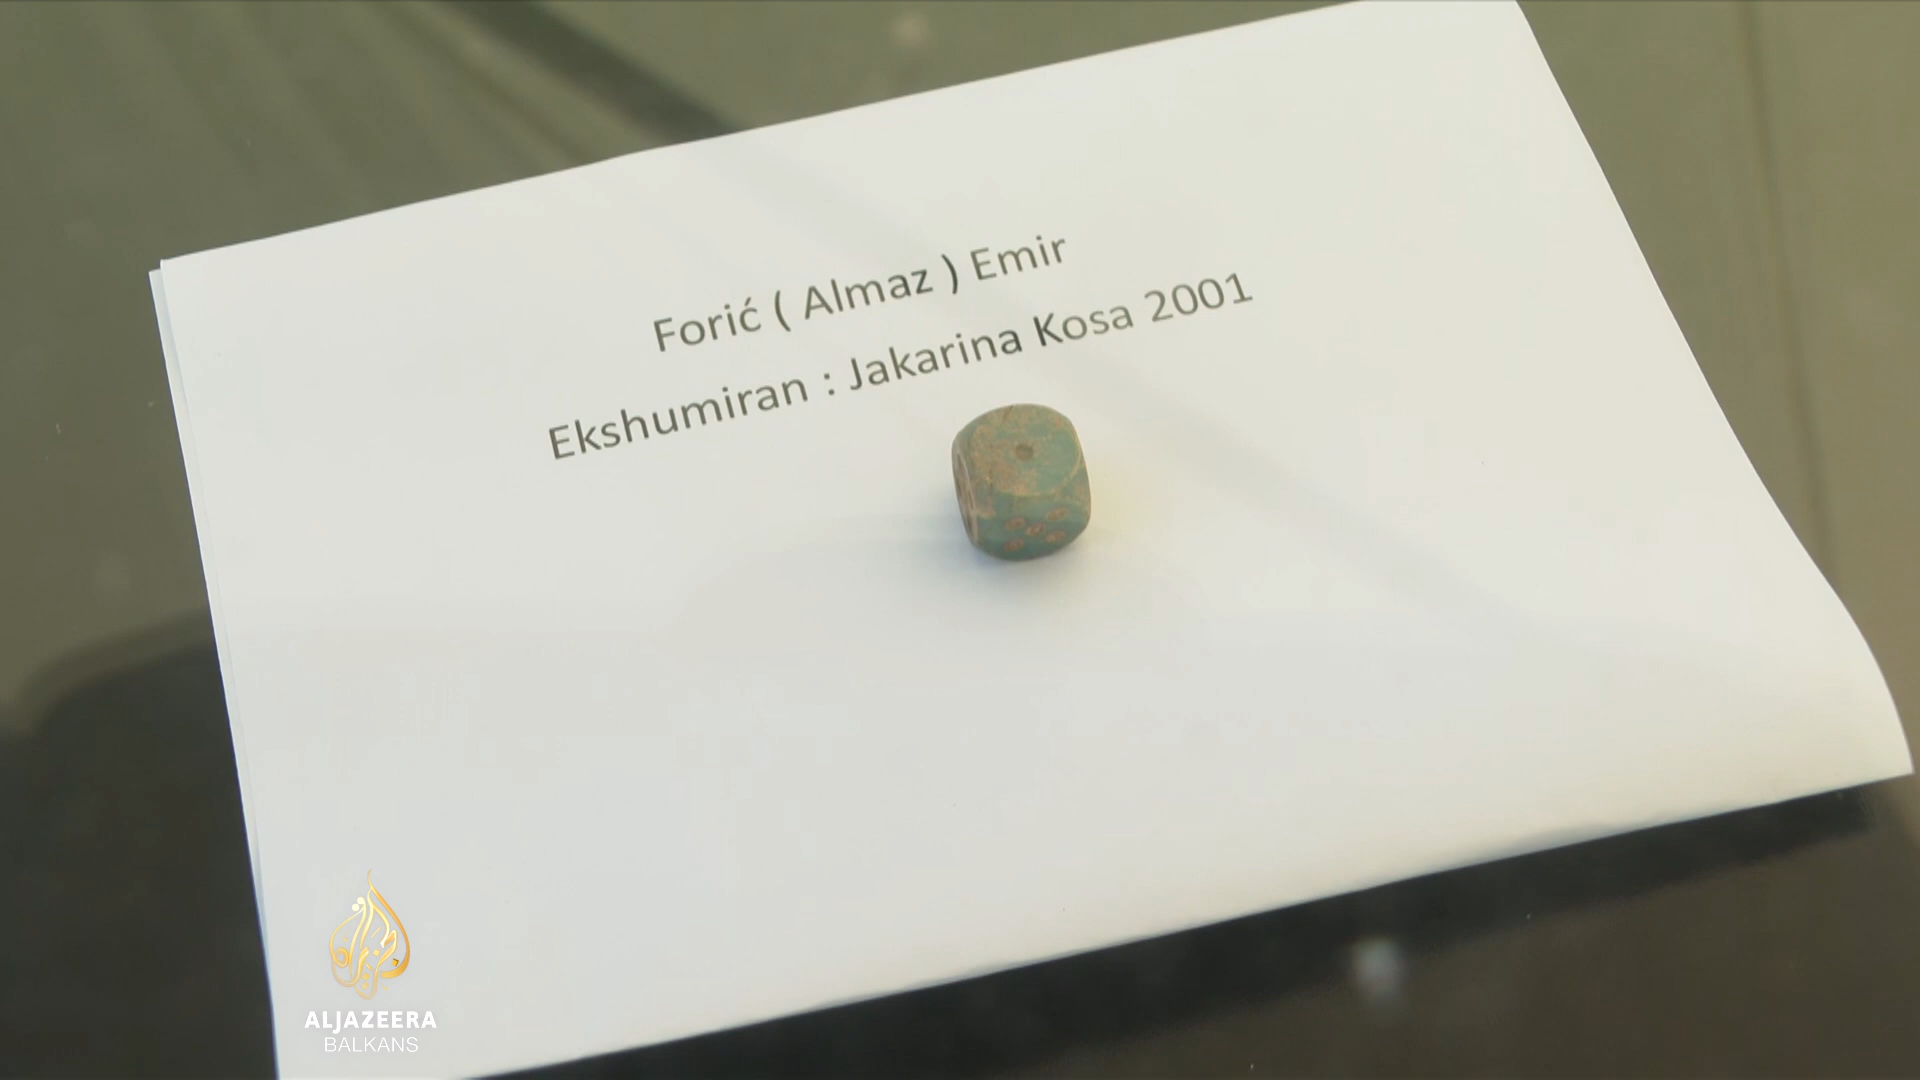 Forić ( Almaz ) Emir
Ekshumiran : Jakarina Kosa 2001
ALJAZEERA
BALKANS